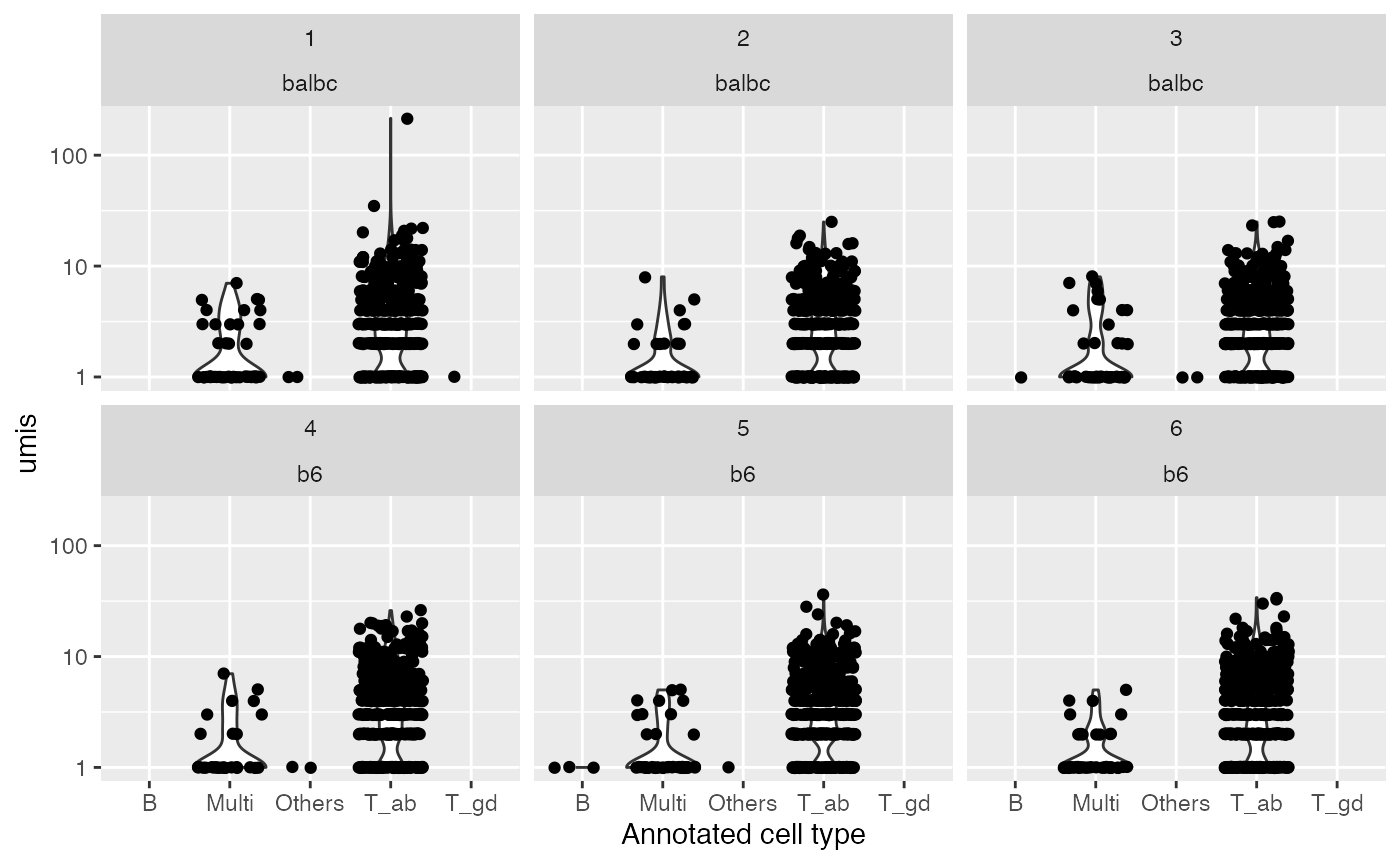 1
2
3
balbc
balbc
balbc
100
10
1
4
5
6
b6
b6
b6
umis
100
10
1
B Multi Others T_ab T_gd
B Multi Others T_ab T_gd
B Multi Others T_ab T_gd
Annotated cell type